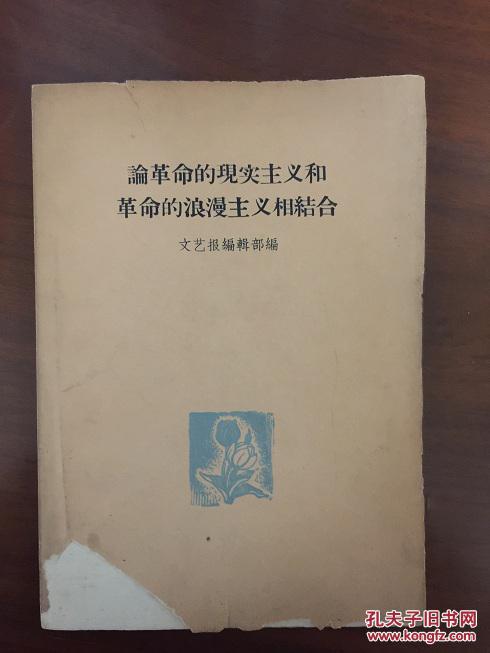 論革命的現实主义和
革命的浪漫主义相結合
文艺报編輯部編
孔夫子旧书网
www.kongfz.com